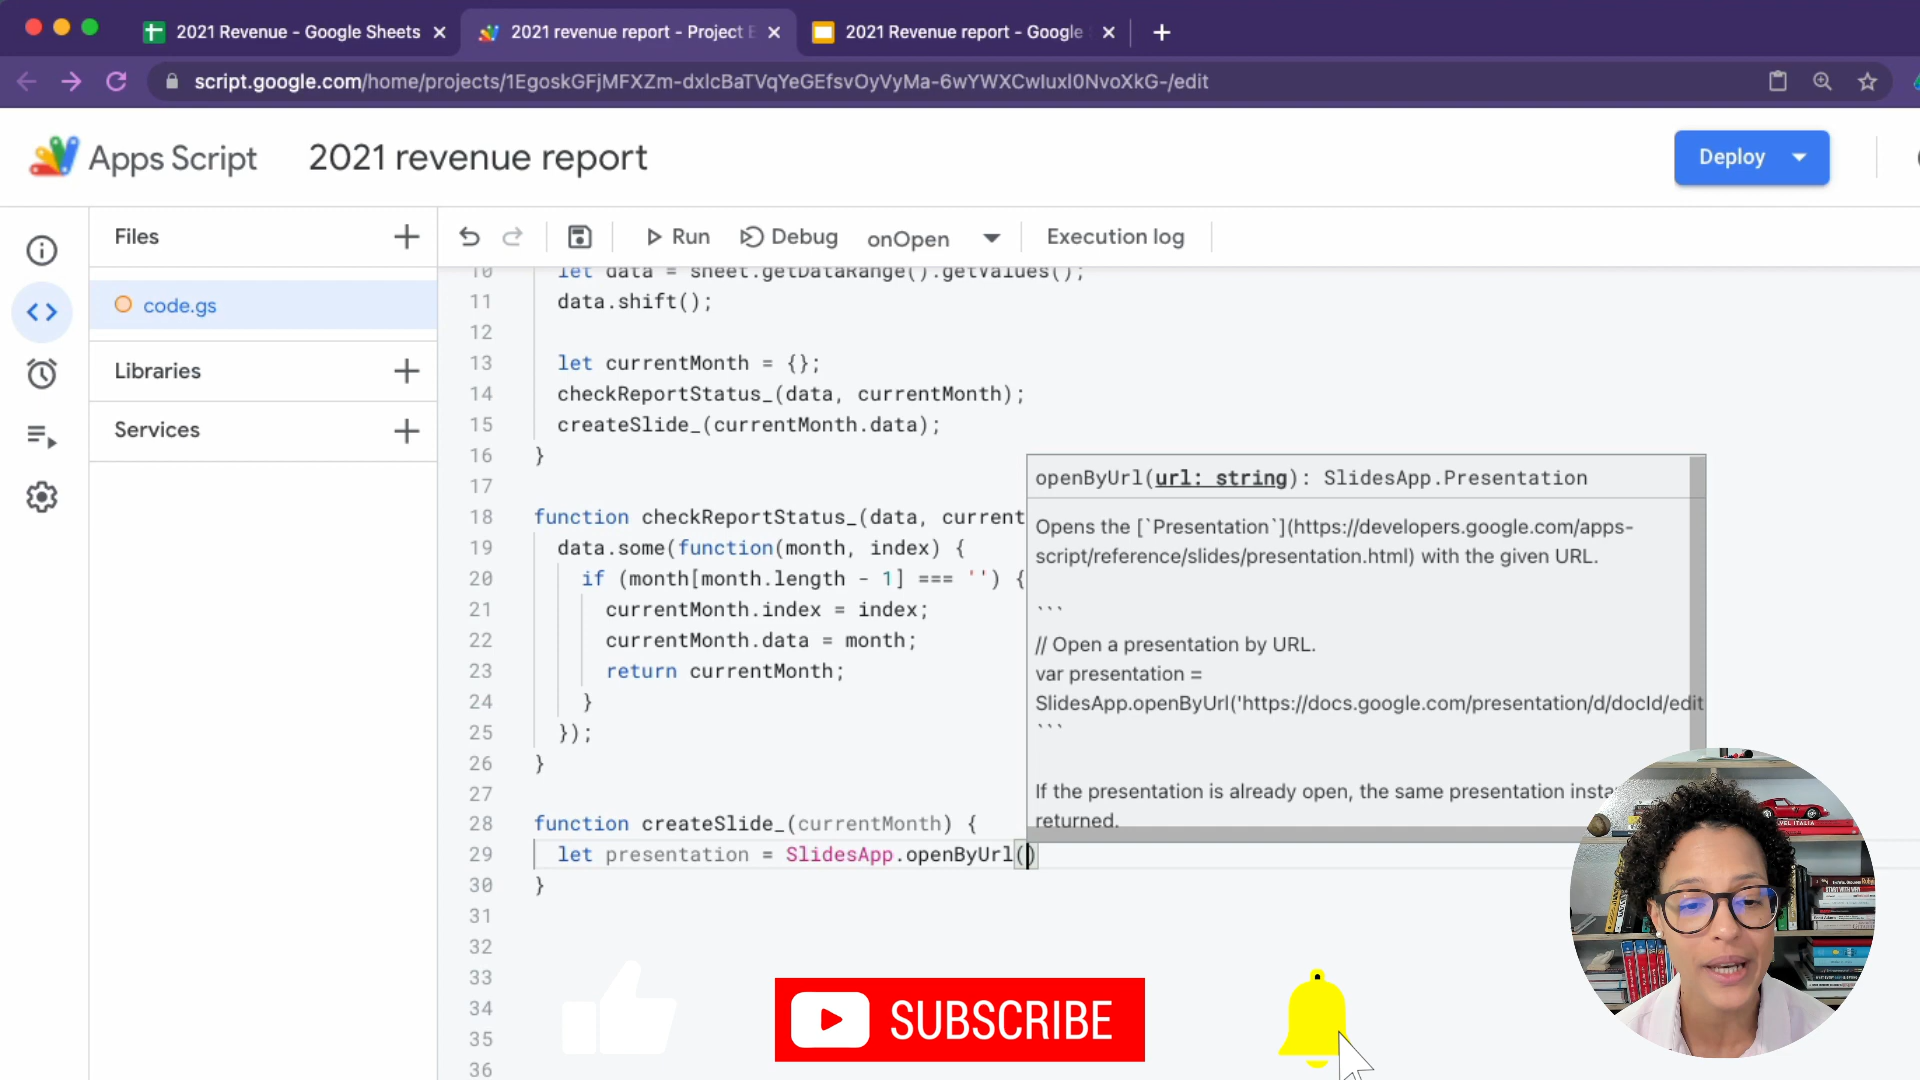 2021 Revenue - Google Sheets
2021 revenue report - Project E
2021 Revenue report - Google
script.google.com/home/projects/1EgoskGFjMFXZm-dxlcBaTVqYeGEfsvOyVyMa-6wYWXCwIuxl0NvoXkG-/edit
Apps Script
2021 revenue report
Deploy
Files
Run
Debug
onOpen
Execution log
code.gs
Libraries
Services
10 let data = sheet.getDataRange().getValues();
11 data.shift();
12
13 let currentMonth = {};
14 checkReportStatus_(data, currentMonth);
15 createSlide_(currentMonth.data);
16 }
17
18 function checkReportStatus_(data, current
19 data.some(function(month, index) {
20 if (month[month.length - 1] === '') {
21 currentMonth.index = index;
22 currentMonth.data = month;
23 return currentMonth;
24 }
25 });
26 }
27
28 function createSlide_(currentMonth) {
29 let presentation = SlidesApp.openByUrl()
30 }
31
32
33
34
35
36
openByUrl(url: string): SlidesApp.Presentation
Opens the [`Presentation`](https://developers.google.com/apps-
script/reference/slides/presentation.html) with the given URL.
```
// Open a presentation by URL.
var presentation =
SlidesApp.openByUrl('https://docs.google.com/presentation/d/docId/edit
```
If the presentation is already open, the same presentation insta
returned.
SUBSCRIBE